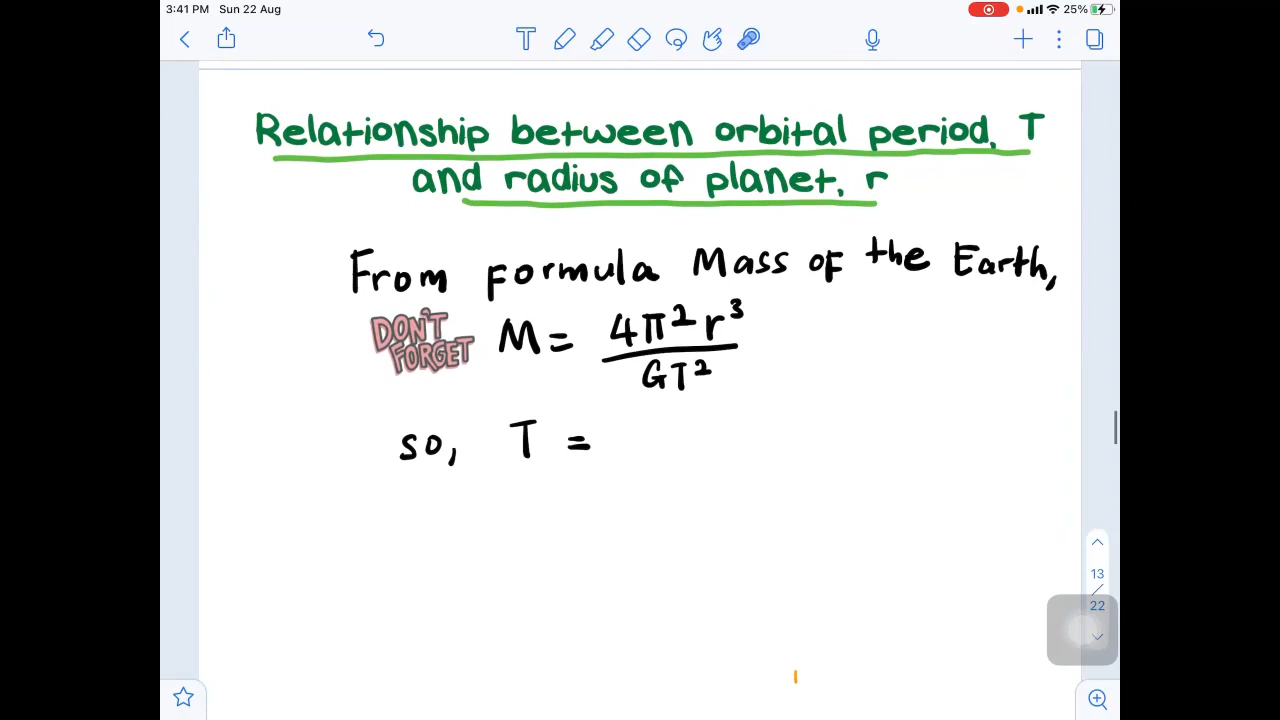 3:41 PM Sun 22 Aug 25%
Relationship between orbital period, T
and radius of planet, r
From formula Mass of the Earth,
DON'T FORGET M = 4π²r³ / GT²
so, T =
13 / 22